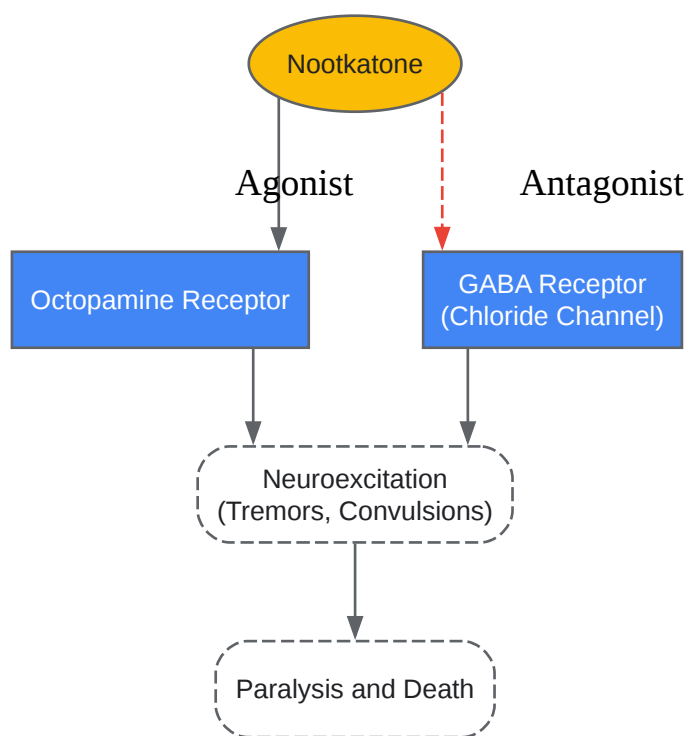 Nootkatone
Agonist
Antagonist
Octopamine Receptor
GABA Receptor
(Chloride Channel)
Neuroexcitation
(Tremors, Convulsions)
Paralysis and Death